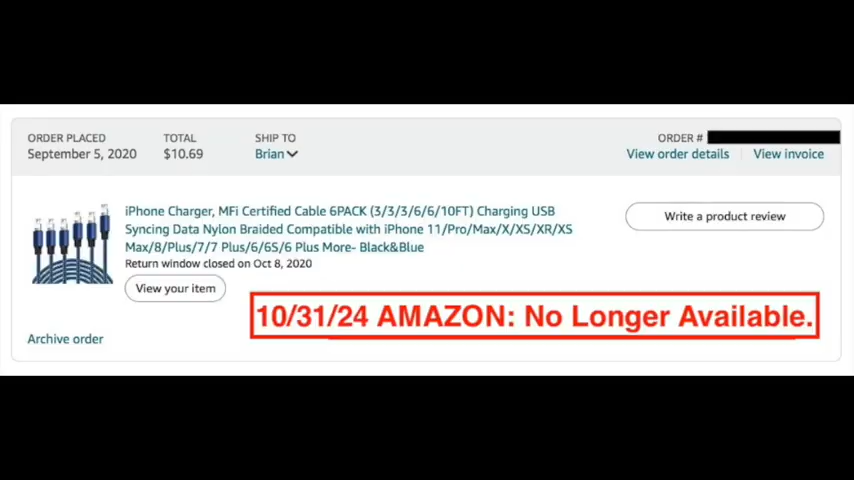 ORDER PLACED TOTAL SHIP TO ORDER #
September 5, 2020 $10.69 Brian View order details View invoice
iPhone Charger, MFi Certified Cable 6PACK (3/3/3/6/6/10FT) Charging USB
Syncing Data Nylon Braided Compatible with iPhone 11/Pro/Max/X/XS/XR/XS
Max/8/Plus/7/7 Plus/6/6S/6 Plus More- Black&Blue
Return window closed on Oct 8, 2020
Write a product review
View your item
10/31/24 AMAZON: No Longer Available.
Archive order